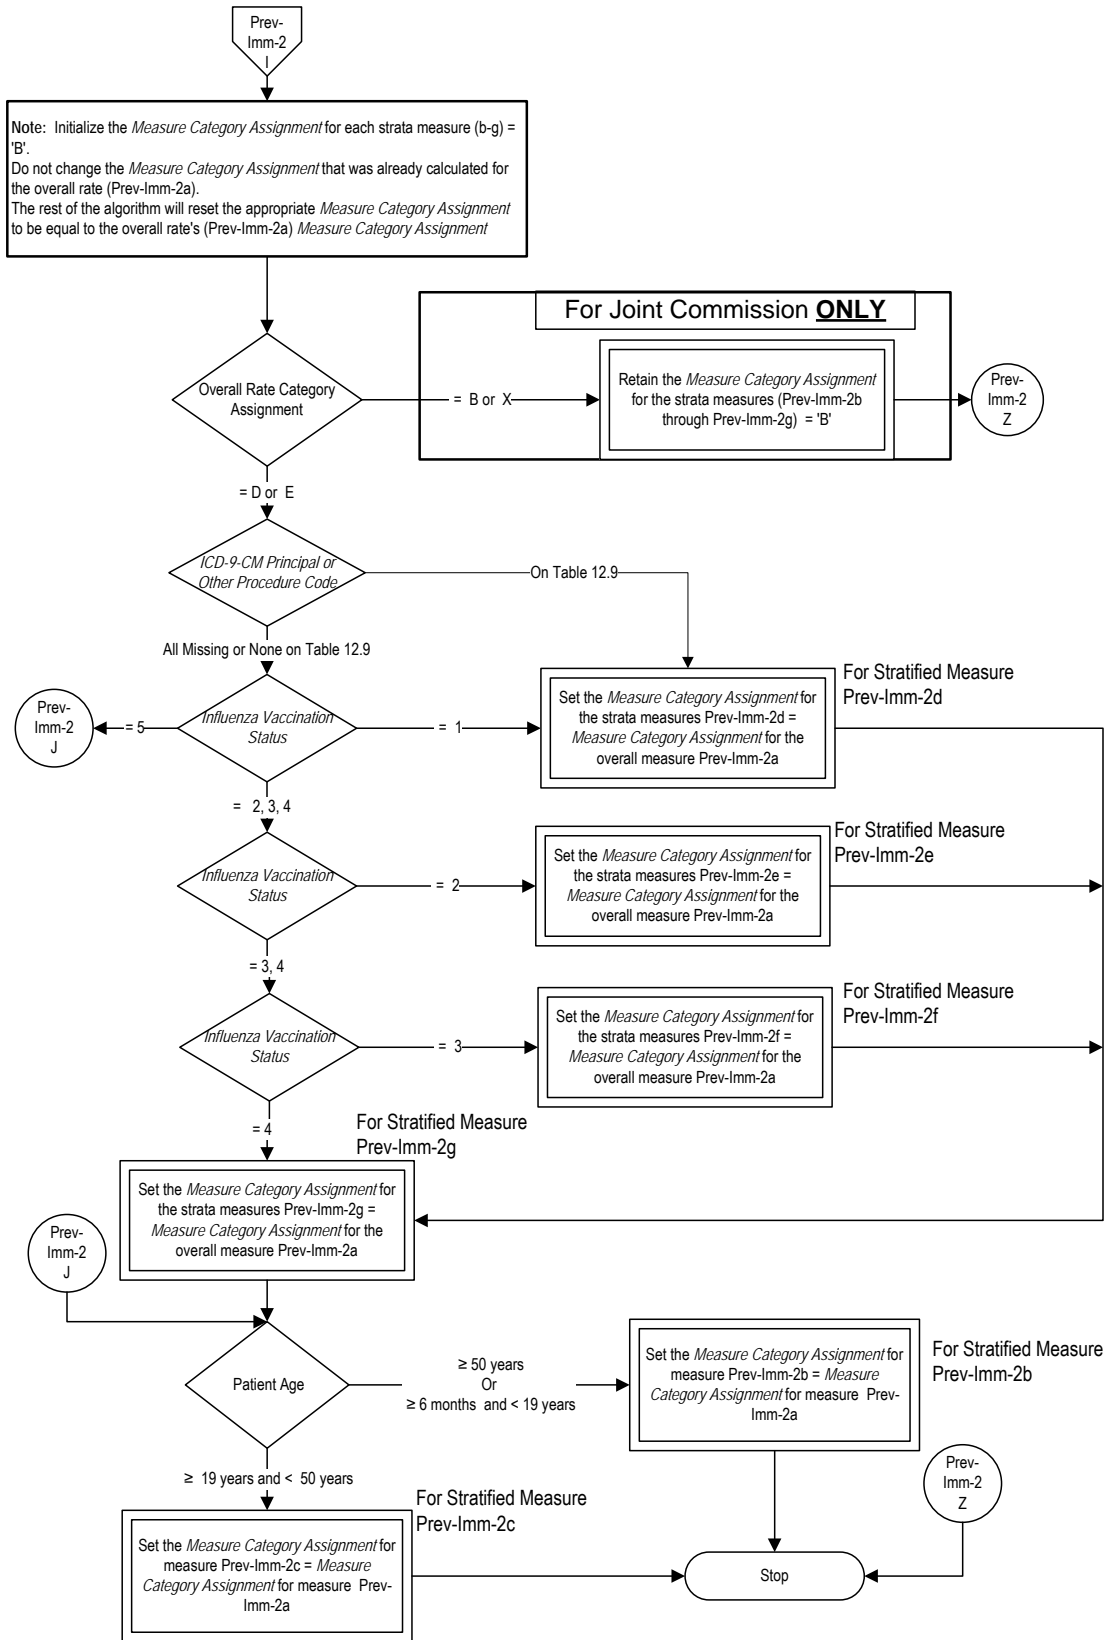 Prev-
Imm-2
I
Note: Initialize the Measure Category Assignment for each strata measure (b-g) =
'B'.
Do not change the Measure Category Assignment that was already calculated for
the overall rate (Prev-Imm-2a).
The rest of the algorithm will reset the appropriate Measure Category Assignment
to be equal to the overall rate's (Prev-Imm-2a) Measure Category Assignment
For Joint Commission ONLY
Overall Rate Category
Assignment
= B or X
Retain the Measure Category Assignment
for the strata measures (Prev-Imm-2b
through Prev-Imm-2g) = 'B'
Prev-
Imm-2
Z
= D or E
ICD-9-CM Principal or
Other Procedure Code
On Table 12.9
All Missing or None on Table 12.9
Prev-
Imm-2
J
= 5
Influenza Vaccination
Status
= 1
Set the Measure Category Assignment for
the strata measures Prev-Imm-2d =
Measure Category Assignment for the
overall measure Prev-Imm-2a
For Stratified Measure
Prev-Imm-2d
= 2, 3, 4
Influenza Vaccination
Status
= 2
Set the Measure Category Assignment for
the strata measures Prev-Imm-2e =
Measure Category Assignment for the
overall measure Prev-Imm-2a
For Stratified Measure
Prev-Imm-2e
= 3, 4
Influenza Vaccination
Status
= 3
Set the Measure Category Assignment for
the strata measures Prev-Imm-2f =
Measure Category Assignment for the
overall measure Prev-Imm-2a
For Stratified Measure
Prev-Imm-2f
= 4
For Stratified Measure
Prev-Imm-2g
Set the Measure Category Assignment for
the strata measures Prev-Imm-2g =
Measure Category Assignment for the
overall measure Prev-Imm-2a
Prev-
Imm-2
J
Patient Age
≥ 50 years
Or
≥ 6 months and < 19 years
Set the Measure Category Assignment for
measure Prev-Imm-2b = Measure
Category Assignment for measure Prev-
Imm-2a
For Stratified Measure
Prev-Imm-2b
≥ 19 years and < 50 years
For Stratified Measure
Prev-Imm-2c
Set the Measure Category Assignment for
measure Prev-Imm-2c = Measure
Category Assignment for measure Prev-
Imm-2a
Prev-
Imm-2
Z
Stop